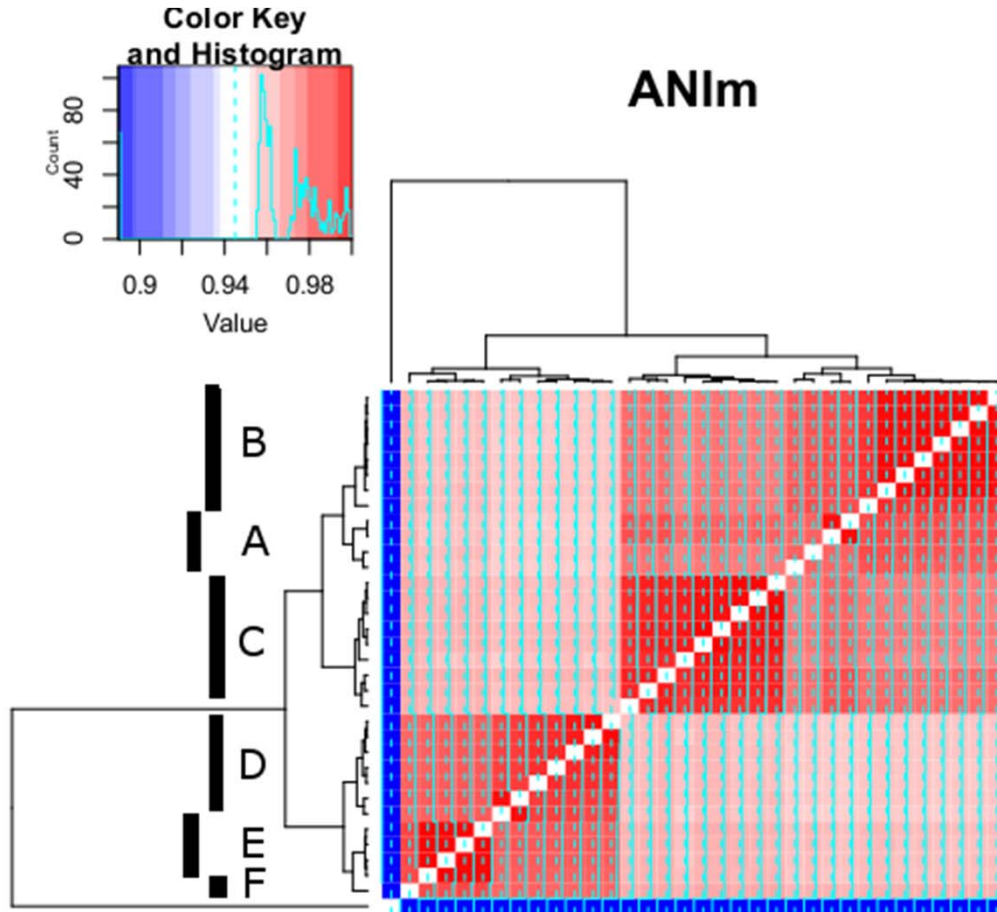 Color Key
and Histogram
Count
0
40
80
0.9
0.94
0.98
Value
ANIm
B
A
C
D
E
F